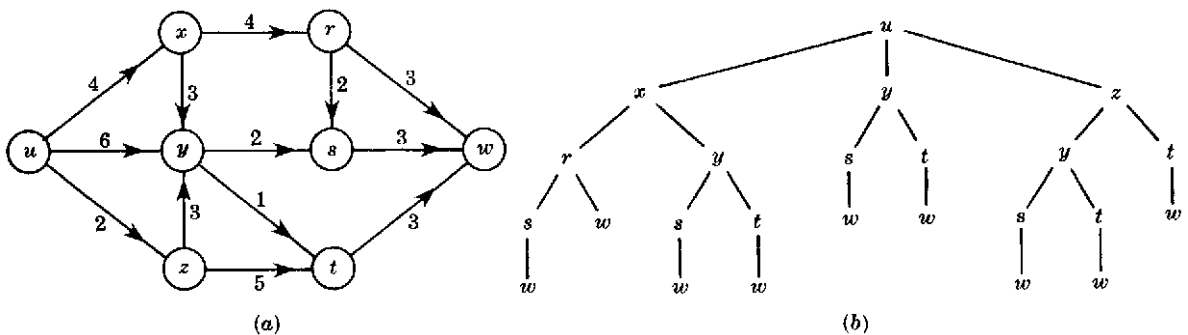 x 4 r
4 3 2 3
u 6 y 2 s 3 w
2 3 1 3
z 5 t
(a)
u
x y z
r y s t y t
s w s t w w s t w
w w w w w
(b)